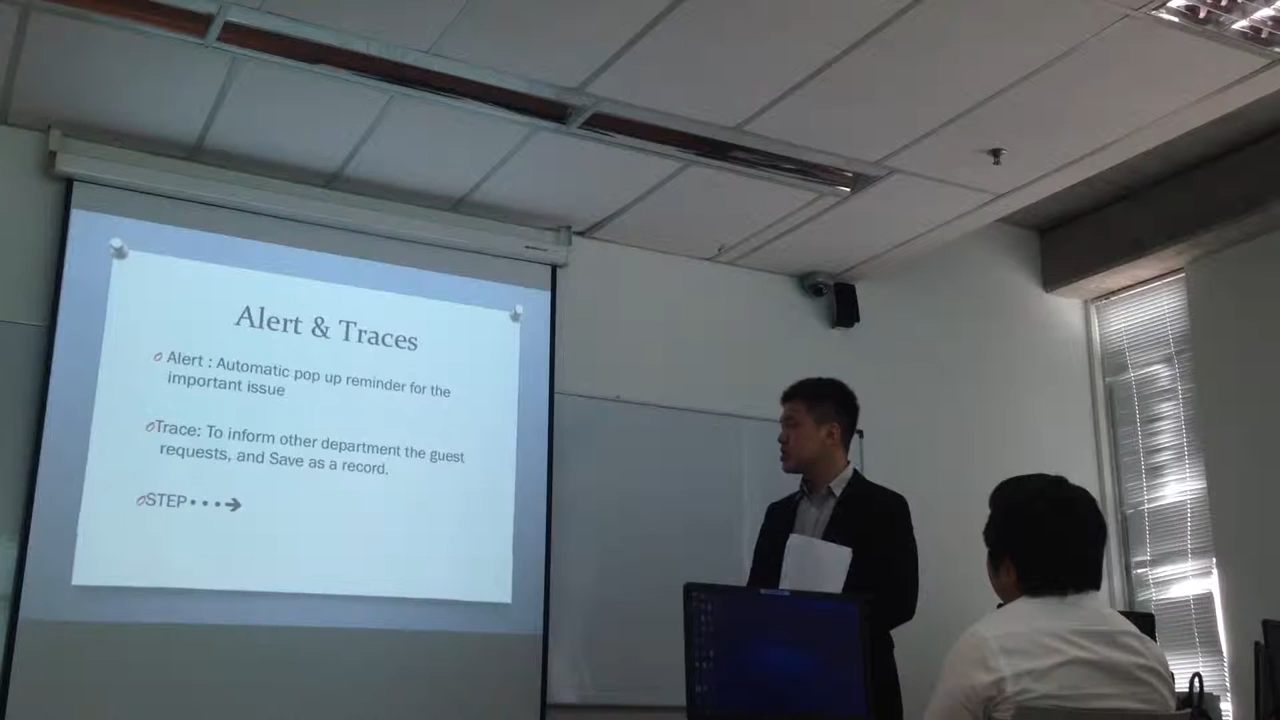 Alert & Traces
Alert : Automatic pop up reminder for the
important issue
Trace: To inform other department the guest
requests, and Save as a record.
STEP•••➔